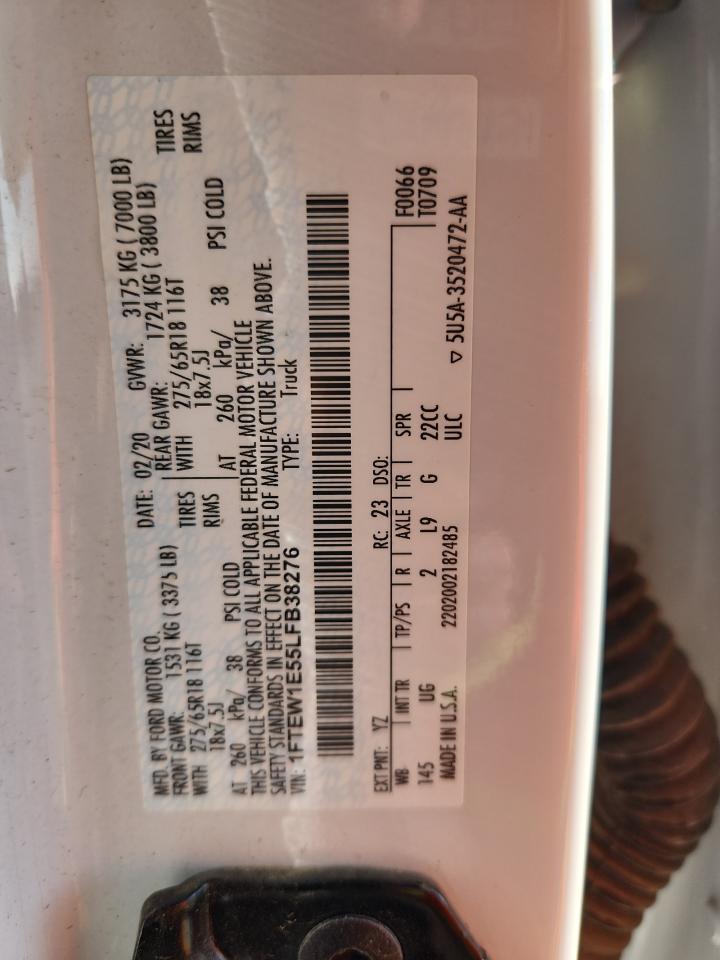 MFD. BY FORD MOTOR CO. DATE: 02/20 GVWR: 3175 KG ( 7000 LB)
FRONT GAWR: 1531 KG ( 3375 LB) REAR GAWR: 1724 KG ( 3800 LB)
WITH 275/65R18 116T TIRES WITH 275/65R18 116T TIRES
18x7.5J RIMS 18x7.5J RIMS
AT 260 kPa/ 38 PSI COLD AT 260 kPa/ 38 PSI COLD
THIS VEHICLE CONFORMS TO ALL APPLICABLE FEDERAL MOTOR VEHICLE
SAFETY STANDARDS IN EFFECT ON THE DATE OF MANUFACTURE SHOWN ABOVE.
VIN: 1FTEW1E55LFB38276 TYPE: Truck
EXT PNT: YZ RC: 23 DSO: F0066
WB INT TR TP/PS R AXLE TR SPR T0709
145 UG 2 L9 G 22CC
MADE IN U.S.A. 2202002182485 ULC ▽ 5U5A-3520472-AA